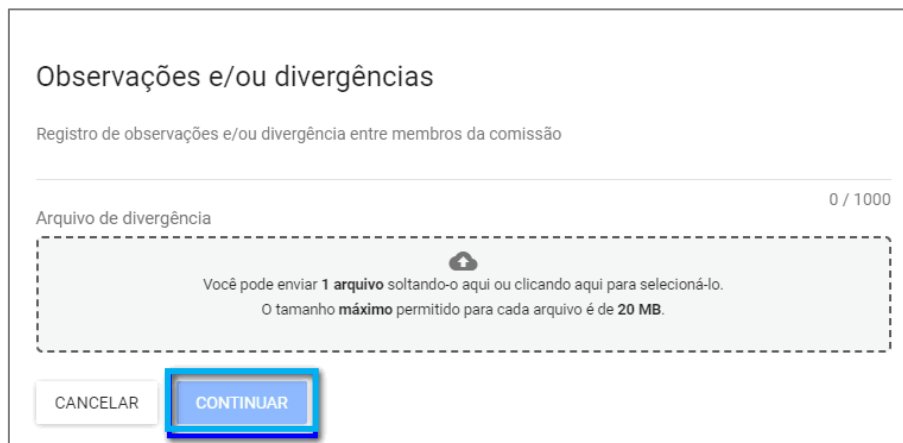 Observações e/ou divergências
Registro de observações e/ou divergência entre membros da comissão
0 / 1000
Arquivo de divergência
Você pode enviar 1 arquivo soltando-o aqui ou clicando aqui para selecioná-lo.
O tamanho máximo permitido para cada arquivo é de 20 MB.
CANCELAR CONTINUAR